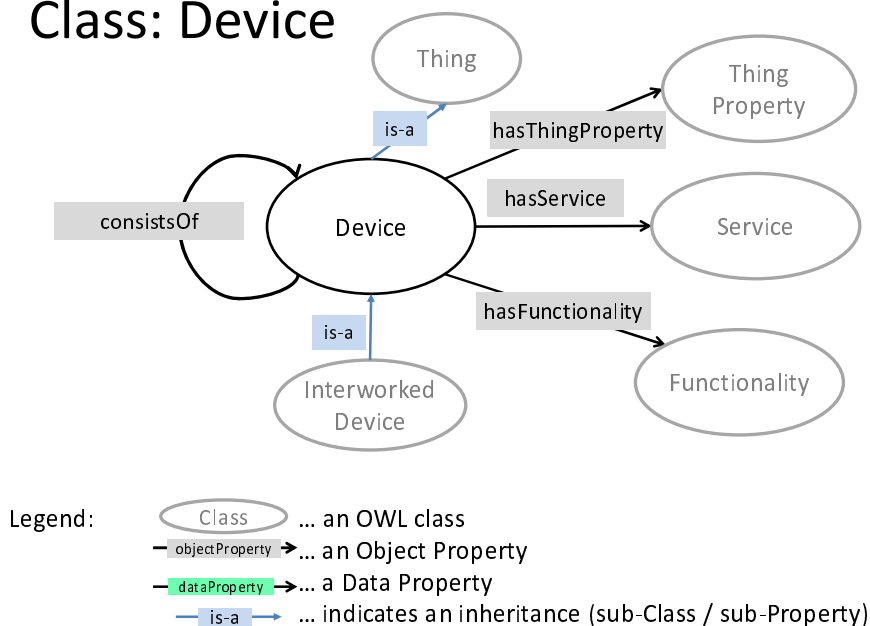 Class: Device
Thing
Thing
Property
is-a
hasThingProperty
hasService
consistsOf
Device
Service
hasFunctionality
is-a
Interworked
Device
Functionality
Legend:
Class
... an OWL class
objectProperty
... an Object Property
dataProperty
... a Data Property
is-a
... indicates an inheritance (sub-Class / sub-Property)